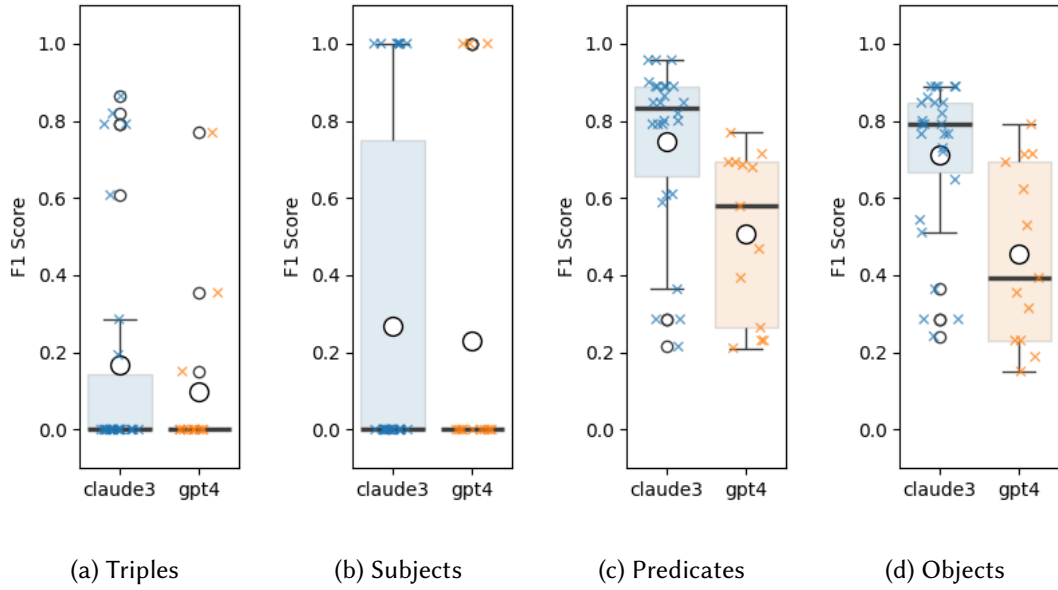 F1 Score
1.0
0.8
0.6
0.4
0.2
0.0
claude3 gpt4
(a) Triples
F1 Score
1.0
0.8
0.6
0.4
0.2
0.0
claude3 gpt4
(b) Subjects
F1 Score
1.0
0.8
0.6
0.4
0.2
0.0
claude3 gpt4
(c) Predicates
F1 Score
1.0
0.8
0.6
0.4
0.2
0.0
claude3 gpt4
(d) Objects